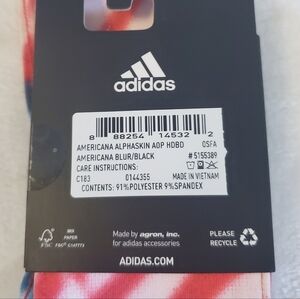 adidas
8 88254 14532 2
AMERICANA ALPHASKIN AOP HDBD OSFA
AMERICANA BLUR/BLACK #5155389
CARE INSTRUCTIONS:
C183 0144355 MADE IN VIETNAM
CONTENTS: 91%POLYESTER 9%SPANDEX
MIX
PAPER
FSC
Made by agron, inc.
for adidas accessories
PLEASE
RECYCLE
ADIDAS.COM